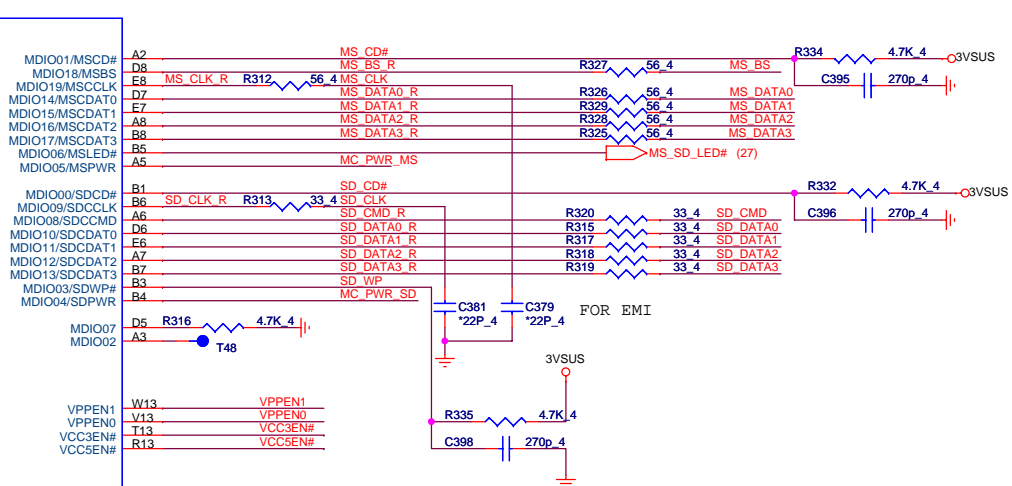 MDIO01/MSCD# A2 MS_CD# R334 4.7K_4 3VSUS
MDIO18/MSBS D8 MS_BS_R R327 56_4 MS_BS
MDIO19/MSCCLK E8 MS_CLK_R R312 56_4 MS_CLK C395 270p_4
MDIO14/MSCDAT0 D7 MS_DATA0_R R326 56_4 MS_DATA0
MDIO15/MSCDAT1 E7 MS_DATA1_R R329 56_4 MS_DATA1
MDIO16/MSCDAT2 A8 MS_DATA2_R R328 56_4 MS_DATA2
MDIO17/MSCDAT3 B8 MS_DATA3_R R325 56_4 MS_DATA3
MDIO06/MSLED# B5 MS_SD_LED# (27)
MDIO05/MSPWR A5 MC_PWR_MS
MDIO00/SDCD# B1 SD_CD# R332 4.7K_4 3VSUS
MDIO09/SDCCLK B6 SD_CLK_R R313 33_4 SD_CLK
MDIO08/SDCCMD A6 SD_CMD_R R320 33_4 SD_CMD C396 270p_4
MDIO10/SDCDAT0 D6 SD_DATA0_R R315 33_4 SD_DATA0
MDIO11/SDCDAT1 E6 SD_DATA1_R R317 33_4 SD_DATA1
MDIO12/SDCDAT2 A7 SD_DATA2_R R318 33_4 SD_DATA2
MDIO13/SDCDAT3 B7 SD_DATA3_R R319 33_4 SD_DATA3
MDIO03/SDWP# B3 SD_WP
MDIO04/SDPWR B4 MC_PWR_SD
C381 C379 FOR EMI
*22P_4 *22P_4
MDIO07 D5 R316 4.7K_4
MDIO02 A3 T48
3VSUS
VPPEN1 W13 VPPEN1
VPPEN0 V13 VPPEN0 R335 4.7K_4
VCC3EN# T13 VCC3EN#
VCC5EN# R13 VCC5EN# C398 270p_4